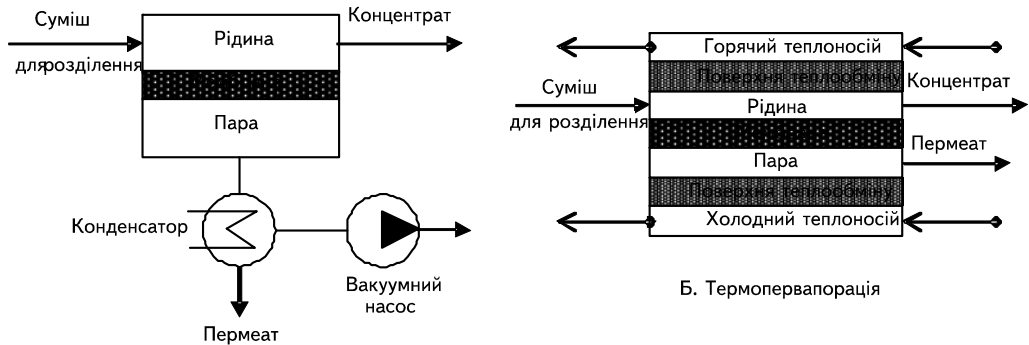 Суміш
для розділення
Рідина
Концентрат
Пара
Конденсатор
Вакуумний
насос
Пермеат
Горячий теплоносій
Поверхня теплообміну
Суміш
для розділення
Рідина
Концентрат
Пара
Пермеат
Поверхня теплообміну
Холодний теплоносій
Б. Термопервапорація